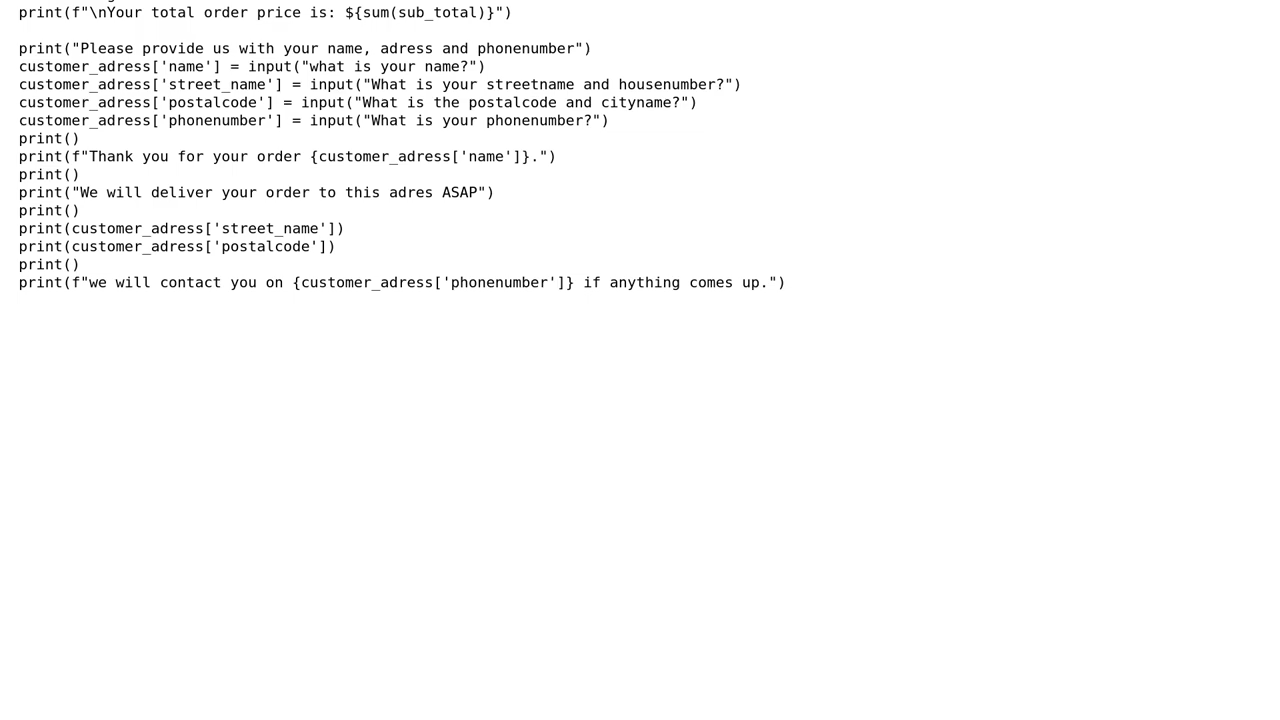 print(f"\nYour total order price is: ${sum(sub_total)}")
print("Please provide us with your name, adress and phonenumber")
customer_adress['name'] = input("what is your name?")
customer_adress['street_name'] = input("What is your streetname and housenumber?")
customer_adress['postalcode'] = input("What is the postalcode and cityname?")
customer_adress['phonenumber'] = input("What is your phonenumber?")
print()
print(f"Thank you for your order {customer_adress['name']}.")
print()
print("We will deliver your order to this adres ASAP")
print()
print(customer_adress['street_name'])
print(customer_adress['postalcode'])
print()
print(f"we will contact you on {customer_adress['phonenumber']} if anything comes up.")